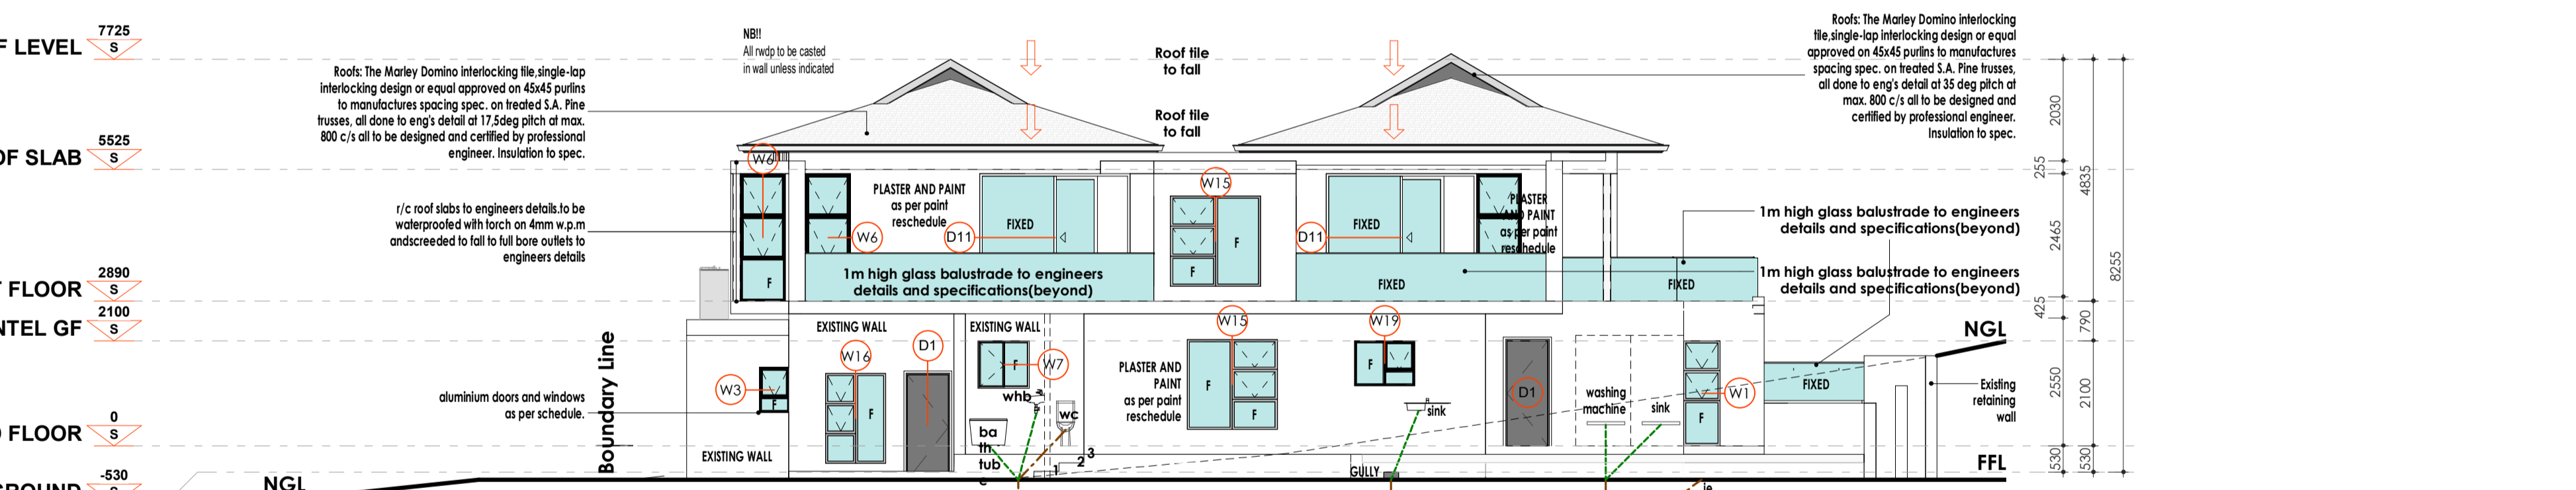 F LEVEL
7725
S
OF SLAB
5525
S
T FLOOR
2890
S
NTEL GF
2100
S
FLOOR
0
S
-530
NGL
Roofs: The Marley Domino interlocking tile,single-lap
interlocking design or equal approved on 45x45 purlins
to manufactures spacing spec. on treated S.A. Pine
trusses, all done to eng's detail at 17,5deg pitch at max.
800 c/s all to be designed and certified by professional
engineer. Insulation to spec.
r/c roof slabs to engineers details.to be
waterproofed with torch on 4mm w.p.m
andscreeded to fall to full bore outlets to
engineers details
aluminium doors and windows
as per schedule.
Boundary Line
NB!!
All rwdp to be casted
in wall unless indicated
Roof tile
to fall
Roof tile
to fall
W6
PLASTER AND PAINT
as per paint
reschedule
W6
D11
FIXED
F
1m high glass balustrade to engineers
details and specifications(beyond)
W15
F
F
D11
FIXED
FIXED
PLASTER
AND PAINT
as per paint
reschedule
FIXED
EXISTING WALL
EXISTING WALL
W3
F
EXISTING WALL
W16
F
D1
F
W7
whb
wc
ba
th
tub
1
2
3
PLASTER AND
PAINT
as per paint
reschedule
W15
F
F
W19
F
sink
GULLY
D1
washing
machine
sink
F
W1
FIXED
Roofs: The Marley Domino interlocking
tile,single-lap interlocking design or equal
approved on 45x45 purlins to manufactures
spacing spec. on treated S.A. Pine trusses,
all done to eng's detail at 35 deg pitch at
max. 800 c/s all to be designed and
certified by professional engineer.
Insulation to spec.
1m high glass balustrade to engineers
details and specifications(beyond)
1m high glass balustrade to engineers
details and specifications(beyond)
NGL
Existing
retaining
wall
FFL
2030
255
2465
425
2550
530
4835
790
2100
530
8255